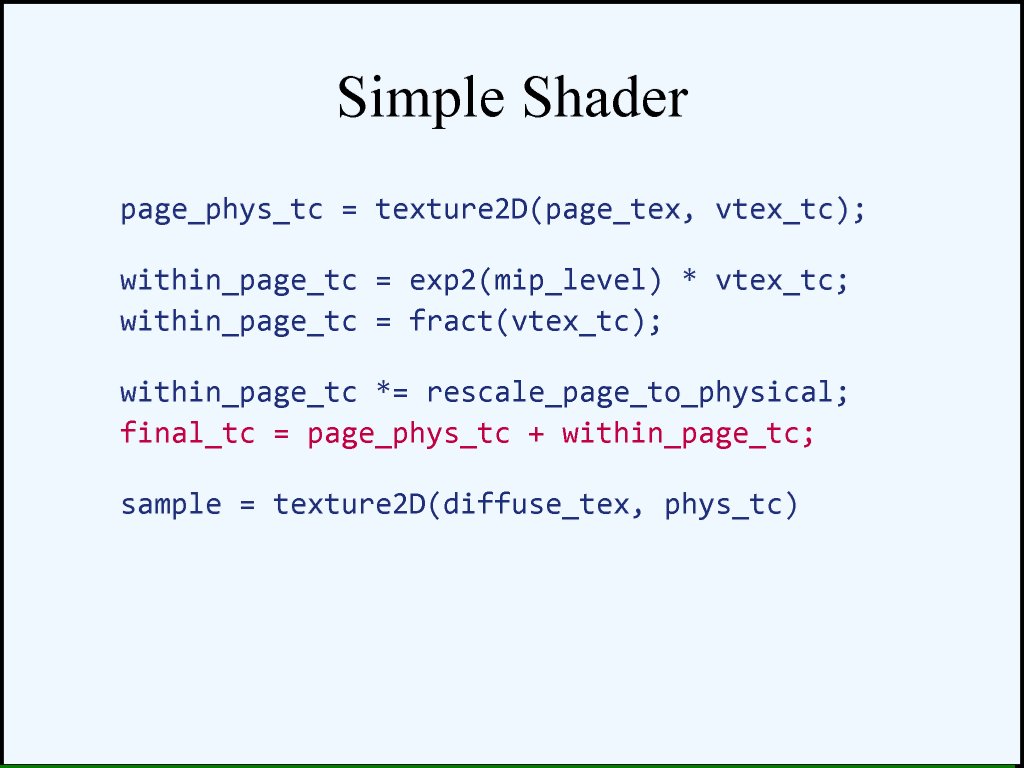 Simple Shader
page_phys_tc = texture2D(page_tex, vtex_tc);
within_page_tc = exp2(mip_level) * vtex_tc;
within_page_tc = fract(vtex_tc);
within_page_tc *= rescale_page_to_physical;
final_tc = page_phys_tc + within_page_tc;
sample = texture2D(diffuse_tex, phys_tc)